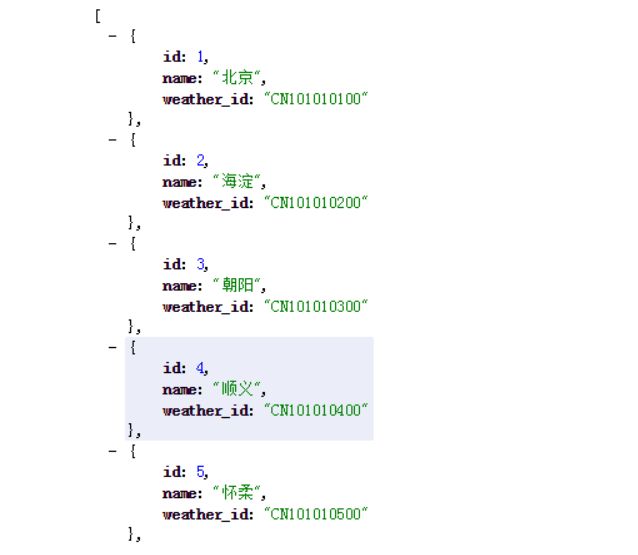 [
- {
id: 1,
name: "北京",
weather_id: "CN101010100"
},
- {
id: 2,
name: "海淀",
weather_id: "CN101010200"
},
- {
id: 3,
name: "朝阳",
weather_id: "CN101010300"
},
- {
id: 4,
name: "顺义",
weather_id: "CN101010400"
},
- {
id: 5,
name: "怀柔",
weather_id: "CN101010500"
},